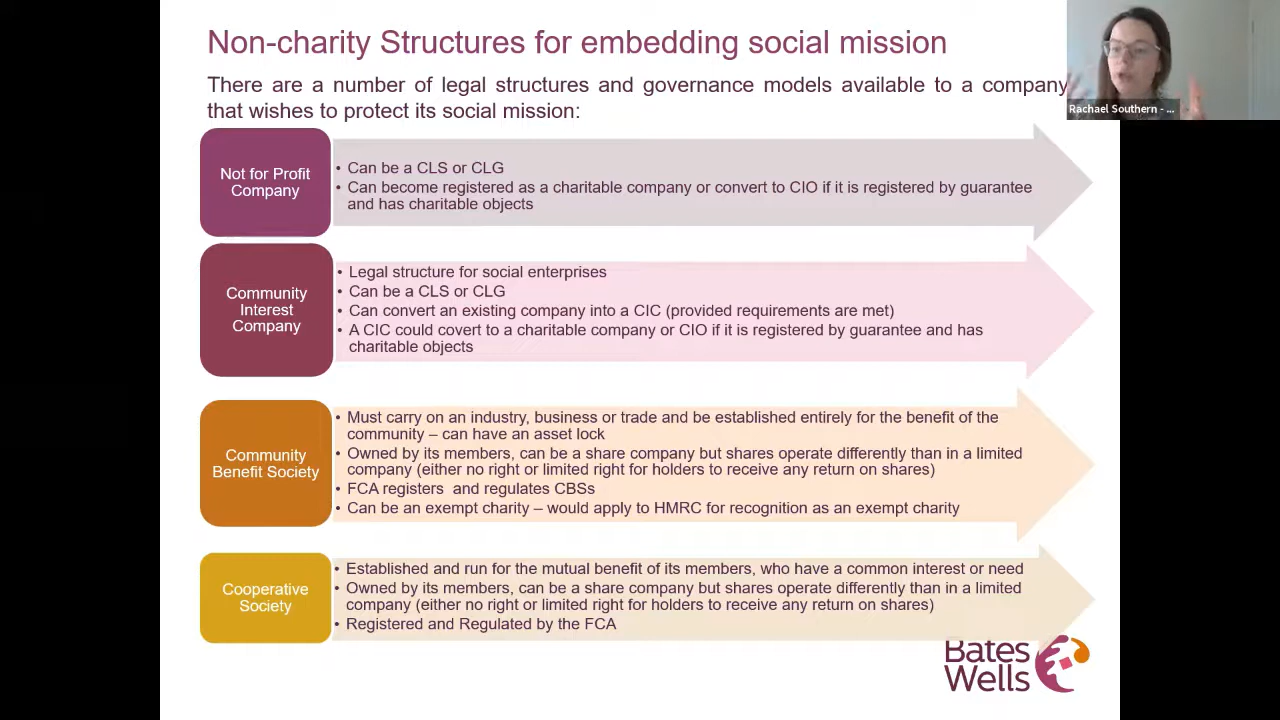 Non-charity Structures for embedding social mission
There are a number of legal structures and governance models available to a company
that wishes to protect its social mission:
Rachael Southern - ...
Not for Profit
Company
• Can be a CLS or CLG
• Can become registered as a charitable company or convert to CIO if it is registered by guarantee
and has charitable objects
Community
Interest
Company
• Legal structure for social enterprises
• Can be a CLS or CLG
• Can convert an existing company into a CIC (provided requirements are met)
• A CIC could covert to a charitable company or CIO if it is registered by guarantee and has
charitable objects
Community
Benefit Society
• Must carry on an industry, business or trade and be established entirely for the benefit of the
community – can have an asset lock
• Owned by its members, can be a share company but shares operate differently than in a limited
company (either no right or limited right for holders to receive any return on shares)
• FCA registers and regulates CBSs
• Can be an exempt charity – would apply to HMRC for recognition as an exempt charity
Cooperative
Society
• Established and run for the mutual benefit of its members, who have a common interest or need
• Owned by its members, can be a share company but shares operate differently than in a limited
company (either no right or limited right for holders to receive any return on shares)
• Registered and Regulated by the FCA
Bates
Wells